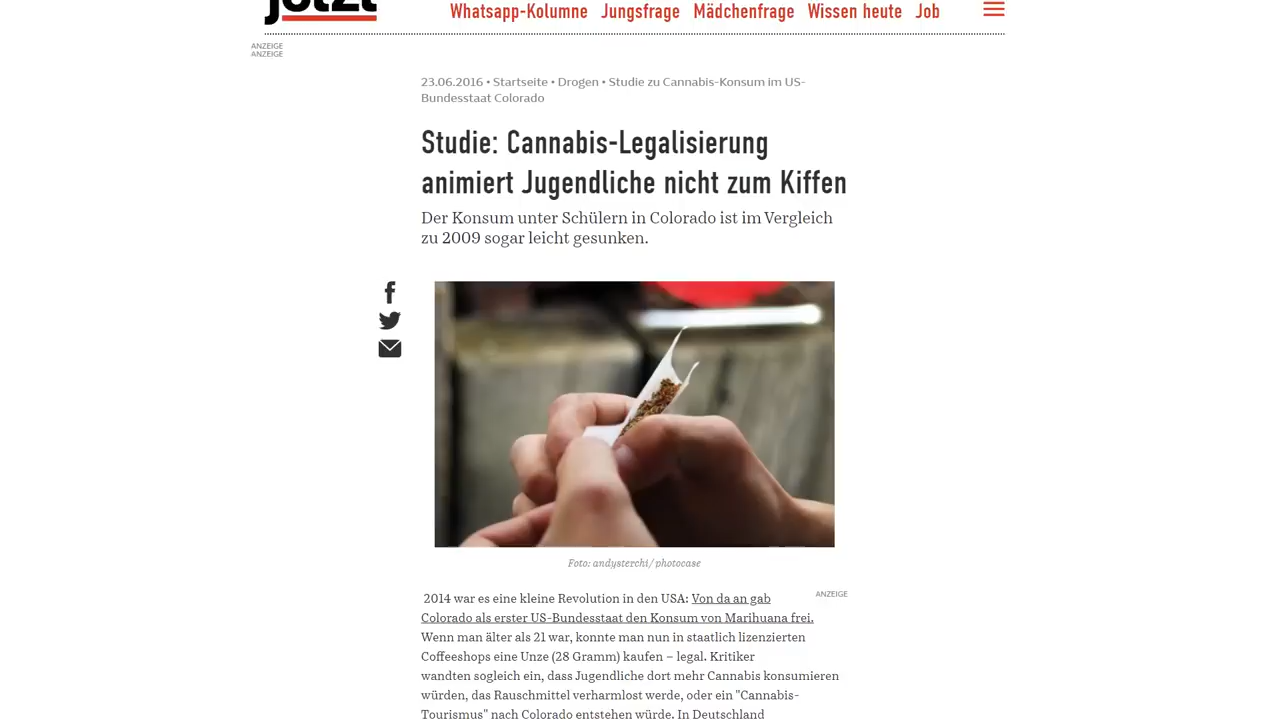 jetzt
Whatsapp-Kolumne Jungsfrage Mädchenfrage Wissen heute Job
ANZEIGE
ANZEIGE
23.06.2016 • Startseite • Drogen • Studie zu Cannabis-Konsum im US-
Bundesstaat Colorado
Studie: Cannabis-Legalisierung
animiert Jugendliche nicht zum Kiffen
Der Konsum unter Schülern in Colorado ist im Vergleich
zu 2009 sogar leicht gesunken.
Foto: andysterchi/ photocase
ANZEIGE
2014 war es eine kleine Revolution in den USA: Von da an gab
Colorado als erster US-Bundesstaat den Konsum von Marihuana frei.
Wenn man älter als 21 war, konnte man nun in staatlich lizenzierten
Coffeeshops eine Unze (28 Gramm) kaufen – legal. Kritiker
wandten sogleich ein, dass Jugendliche dort mehr Cannabis konsumieren
würden, das Rauschmittel verharmlost werde, oder ein "Cannabis-
Tourismus" nach Colorado entstehen würde. In Deutschland